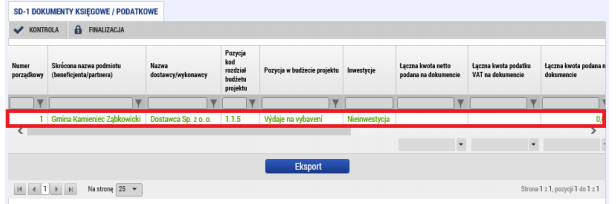 SD-1 DOKUMENTY KSIĘGOWE / PODATKOWE
KONTROLA FINALIZACJA
Numer porządkowy Skrócona nazwa podmiotu (beneficjenta/partnera) Nazwa dostawcy/wykonawcy Pozycja kod rozdział budżetu projektu Pozycja w budżecie projektu Inwestycje Łączna kwota netto podana na dokumencie Łączna kwota podatku VAT na dokumencie Łączna kwota podana n dokumencie
1 Gmina Kamieniec Ząbkowicki Dostawca Sp. z o. o. 1.1.5 Výdaje na vybavení Nieinwestycja 0,0
Eksport
1 Na stronę 25 Strona 1 z 1, pozycji 1 do 1 z 1